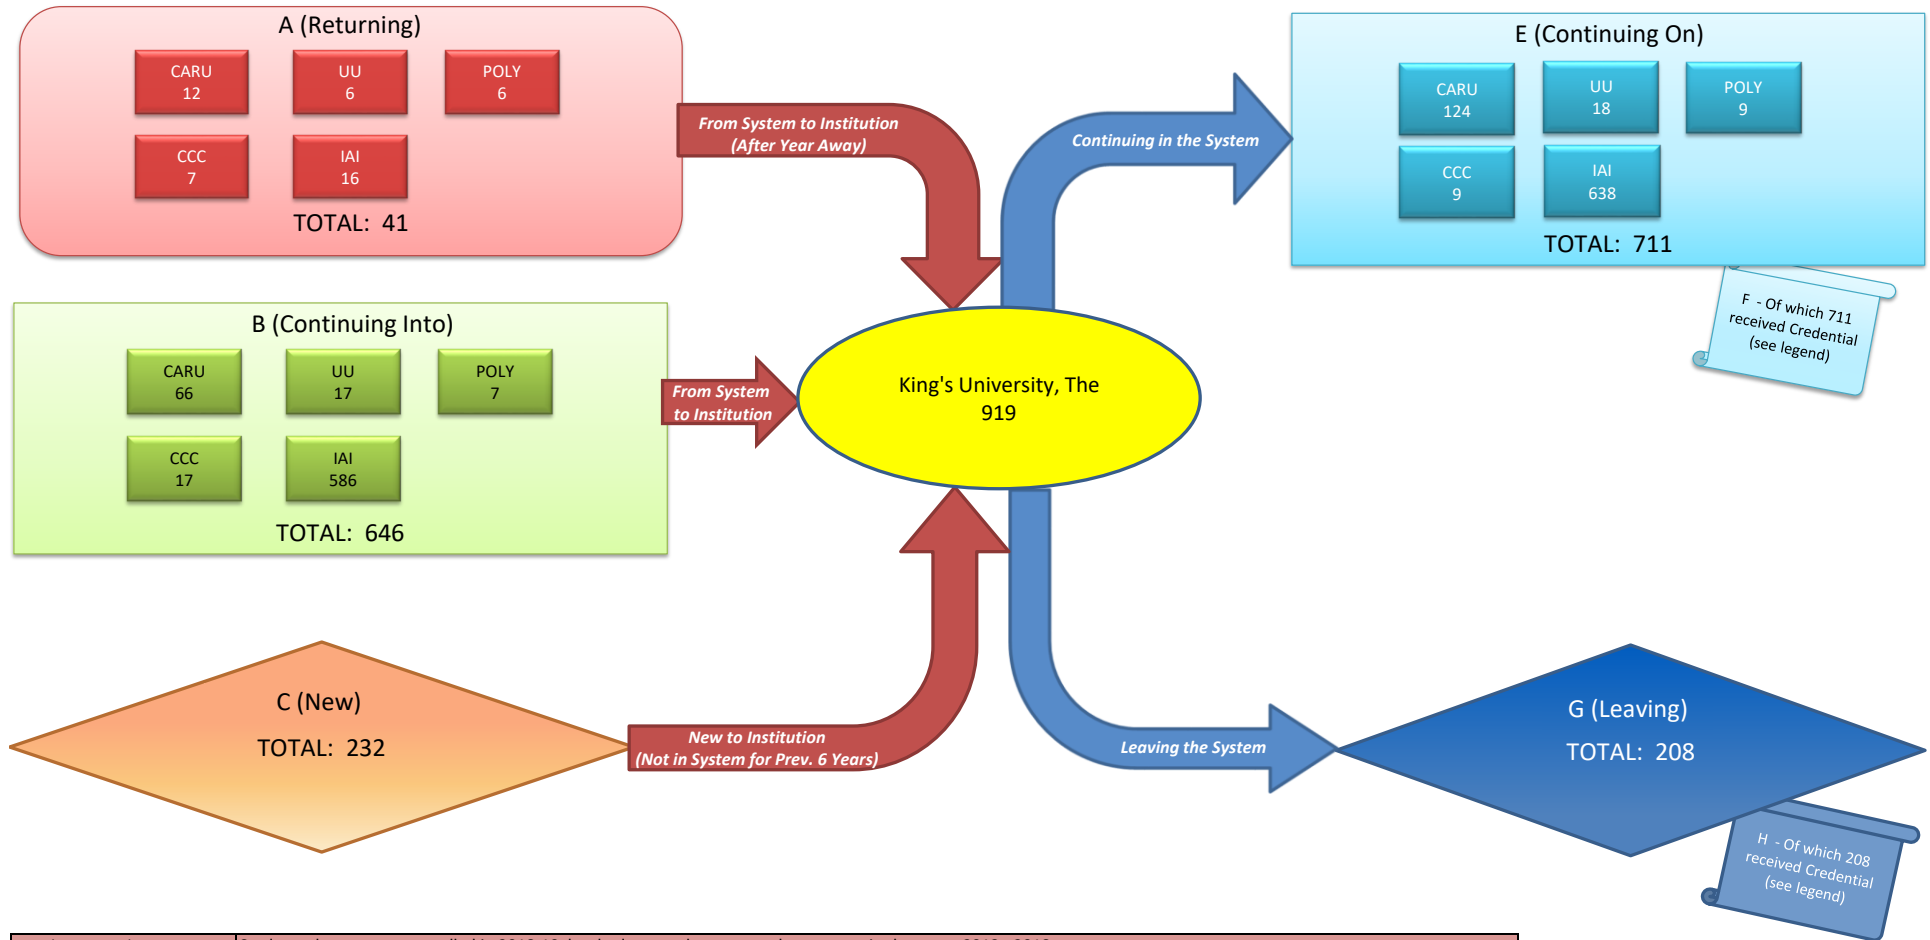 A (Returning)
CARU
12
UU
6
POLY
6
CCC
7
IAI
16
TOTAL: 41
From System to Institution
(After Year Away)
Continuing in the System
E (Continuing On)
CARU
124
UU
18
POLY
9
CCC
9
IAI
638
TOTAL: 711
F - Of which 711
received Credential
(see legend)
B (Continuing Into)
CARU
66
UU
17
POLY
7
CCC
17
IAI
586
TOTAL: 646
From System
to Institution
King's University, The
919
C (New)
TOTAL: 232
New to Institution
(Not in System for Prev. 6 Years)
Leaving the System
G (Leaving)
TOTAL: 208
H - Of which 208
received Credential
(see legend)